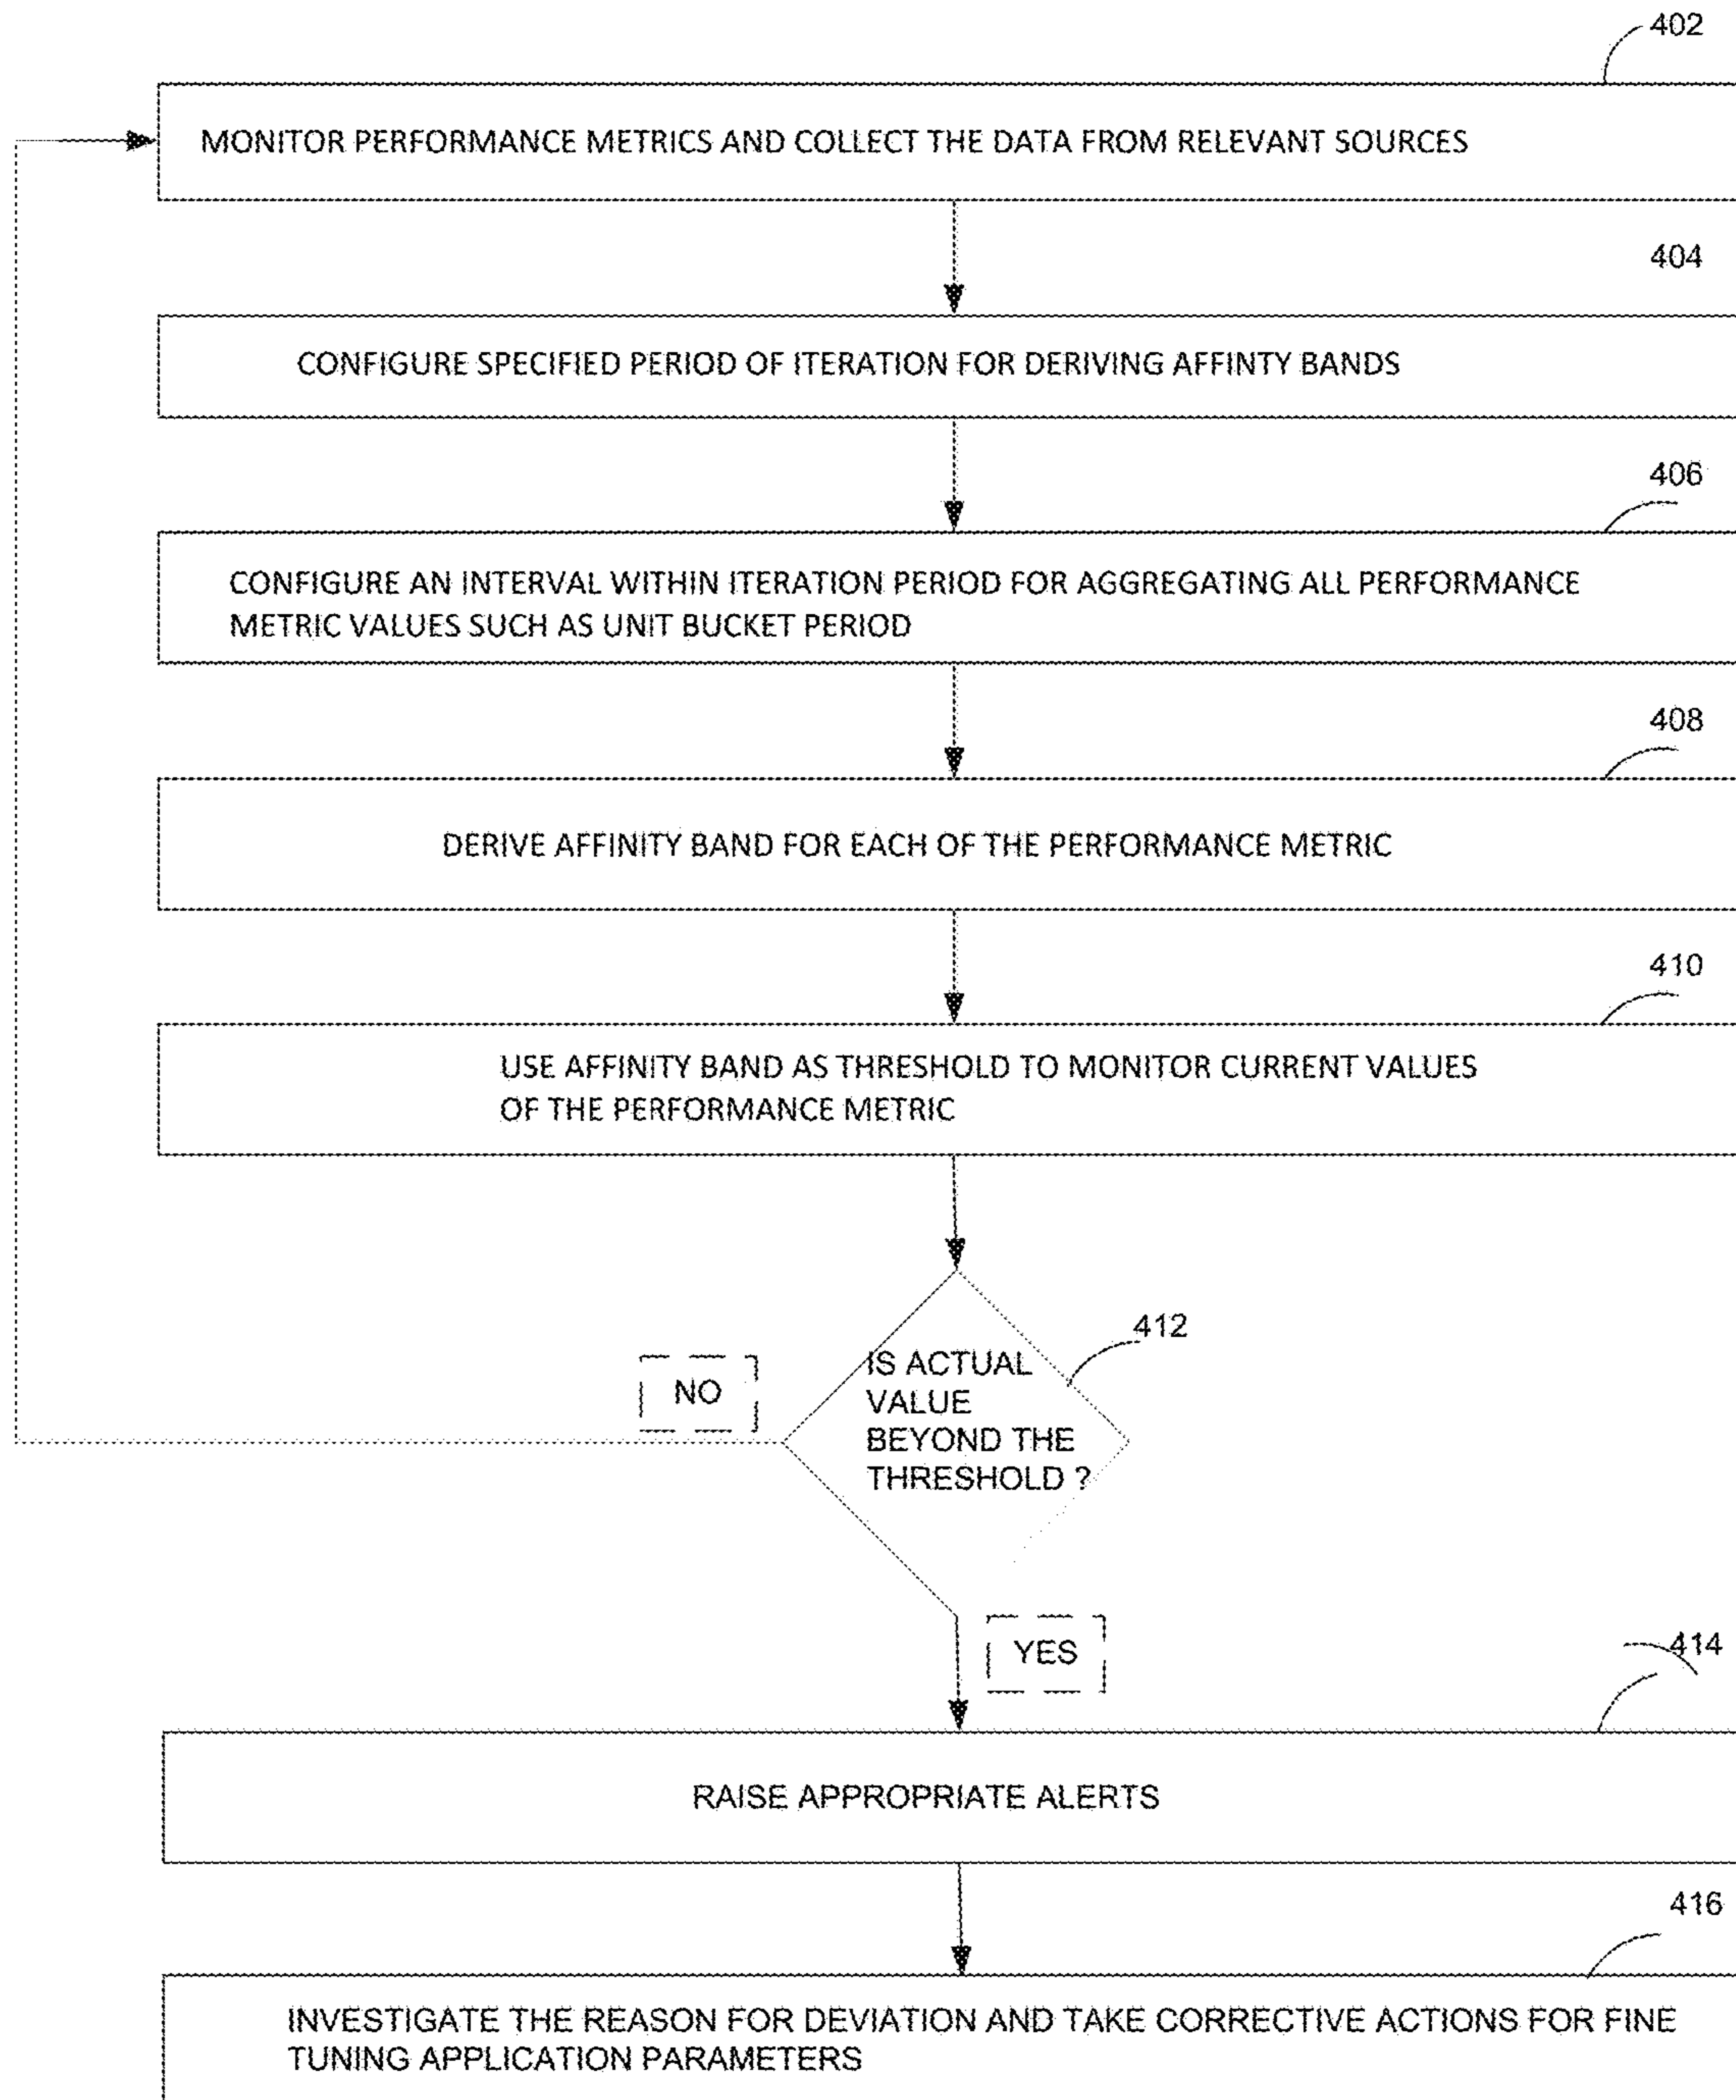 402
MONITOR PERFORMANCE METRICS AND COLLECT THE DATA FROM RELEVANT SOURCES
404
CONFIGURE SPECIFIED PERIOD OF ITERATION FOR DERIVING AFFINTY BANDS
406
CONFIGURE AN INTERVAL WITHIN ITERATION PERIOD FOR AGGREGATING ALL PERFORMANCE
METRIC VALUES SUCH AS UNIT BUCKET PERIOD
408
DERIVE AFFINITY BAND FOR EACH OF THE PERFORMANCE METRIC
410
USE AFFINITY BAND AS THRESHOLD TO MONITOR CURRENT VALUES
OF THE PERFORMANCE METRIC
412
IS ACTUAL
VALUE
BEYOND THE
THRESHOLD ?
NO
YES
414
RAISE APPROPRIATE ALERTS
416
INVESTIGATE THE REASON FOR DEVIATION AND TAKE CORRECTIVE ACTIONS FOR FINE
TUNING APPLICATION PARAMETERS